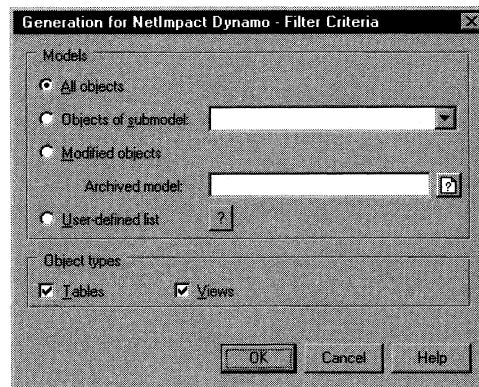 Generation for NetImpact Dynamo - Filter Criteria
Models
All objects
Objects of submodel:
Modified objects
Archived model:
?
User-defined list
?
Object types
Tables Views
OK Cancel Help